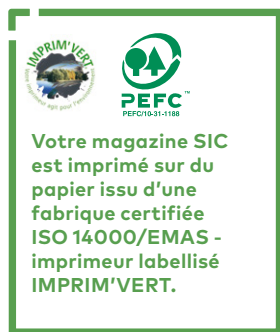 IMPRIM'VERT
PEFC™
PEFC/10-31-1188
Votre magazine SIC
est imprimé sur du
papier issu d’une
fabrique certifiée
ISO 14000/EMAS -
imprimeur labellisé
IMPRIM’VERT.